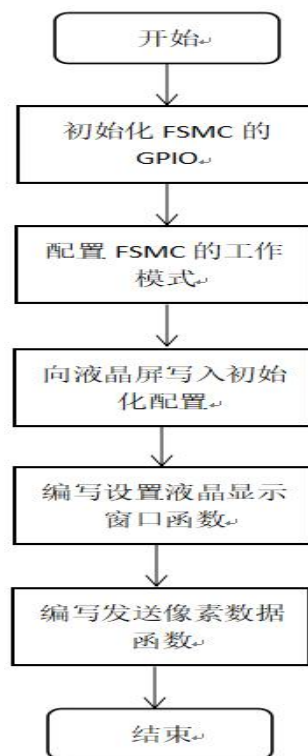 开始
初始化 FSMC 的
GPIO
配置 FSMC 的工作
模式
向液晶屏写入初始
化配置
编写设置液晶显示
窗口函数
编写发送像素数据
函数
结束